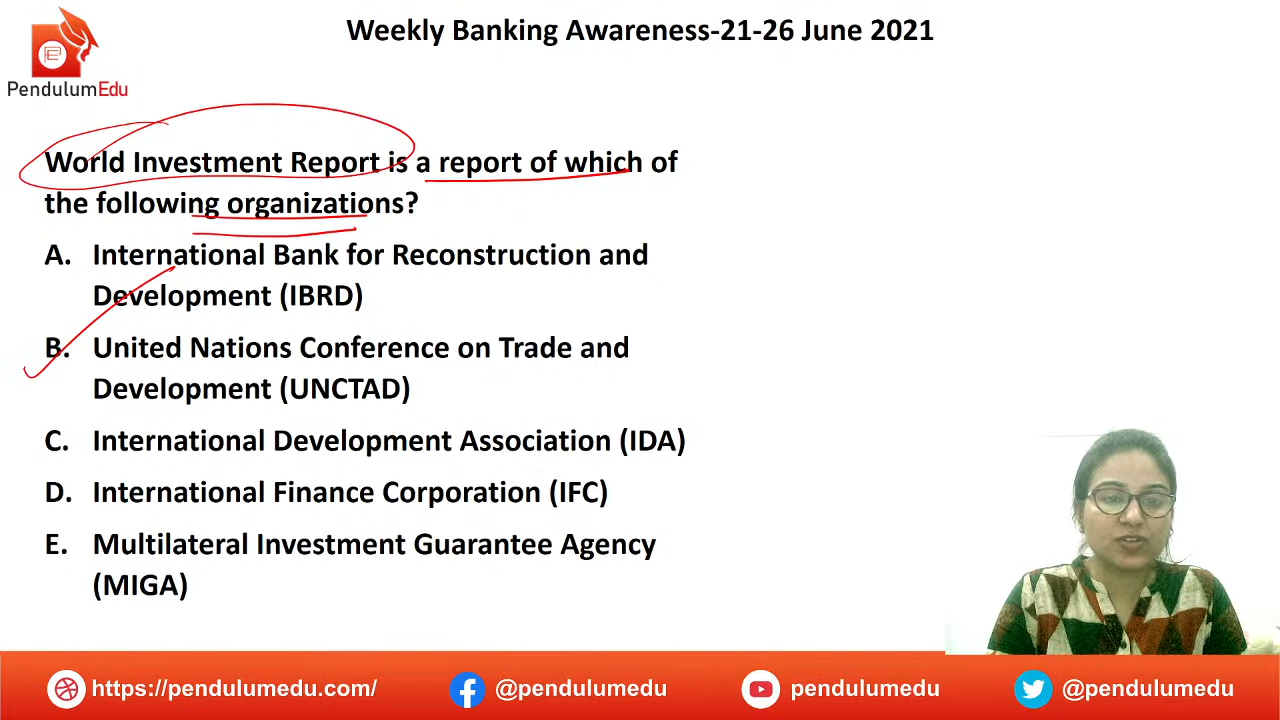 Weekly Banking Awareness-21-26 June 2021
PendulumEdu
World Investment Report is a report of which of
the following organizations?
A. International Bank for Reconstruction and
Development (IBRD)
B. United Nations Conference on Trade and
Development (UNCTAD)
C. International Development Association (IDA)
D. International Finance Corporation (IFC)
E. Multilateral Investment Guarantee Agency
(MIGA)
https://pendulumedu.com/ @pendulumedu pendulumedu @pendulumedu